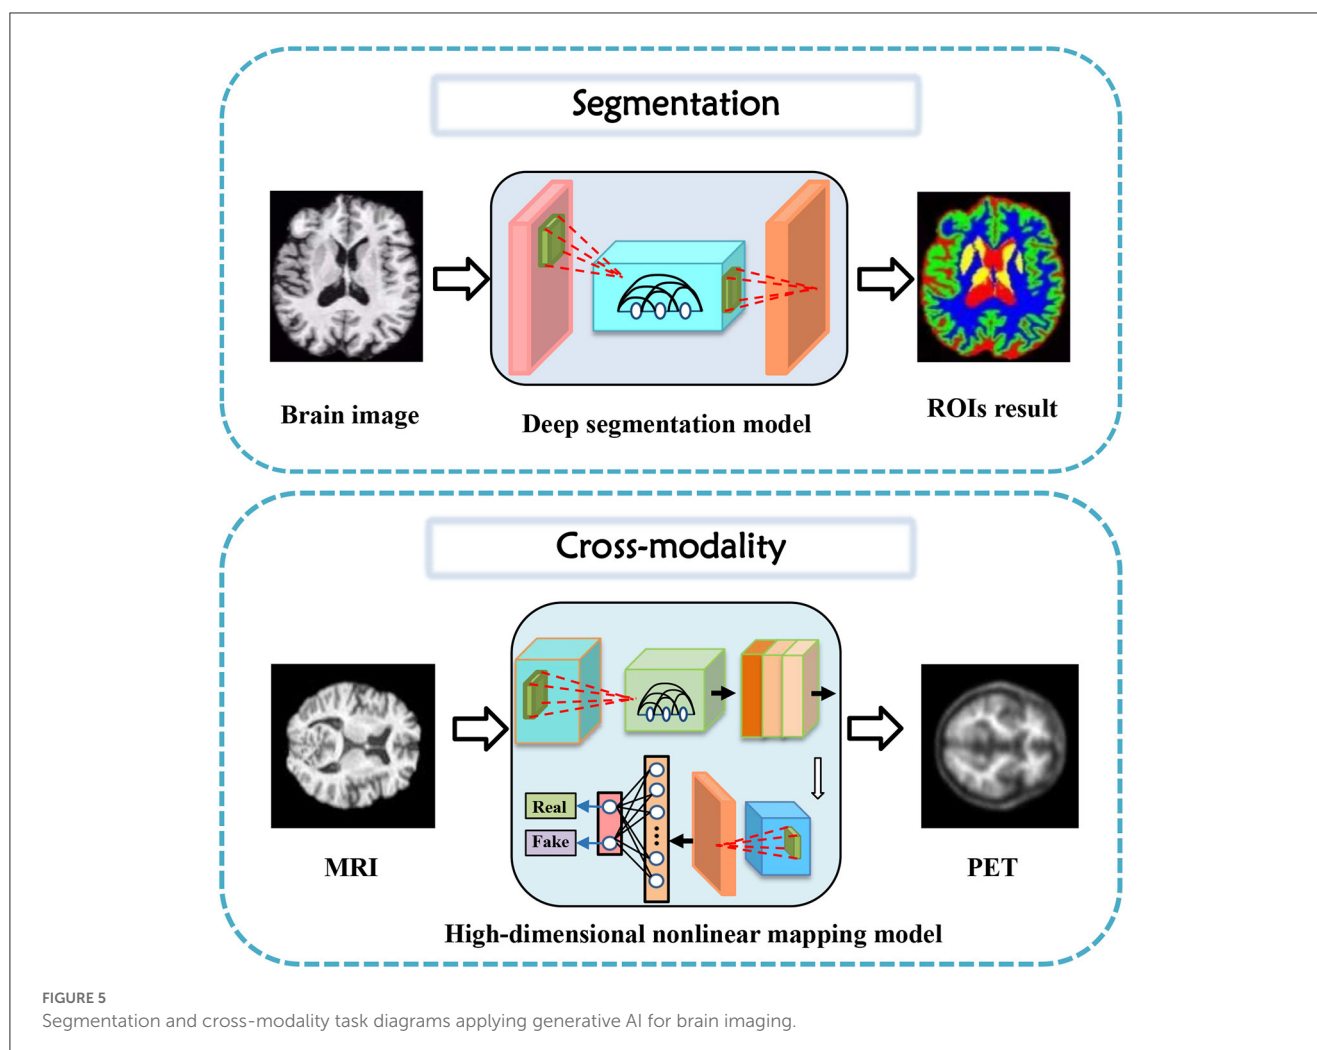 Segmentation
Brain image
Deep segmentation model
ROIs result
Cross-modality
Real
Fake
MRI
PET
High-dimensional nonlinear mapping model
FIGURE 5
Segmentation and cross-modality task diagrams applying generative AI for brain imaging.